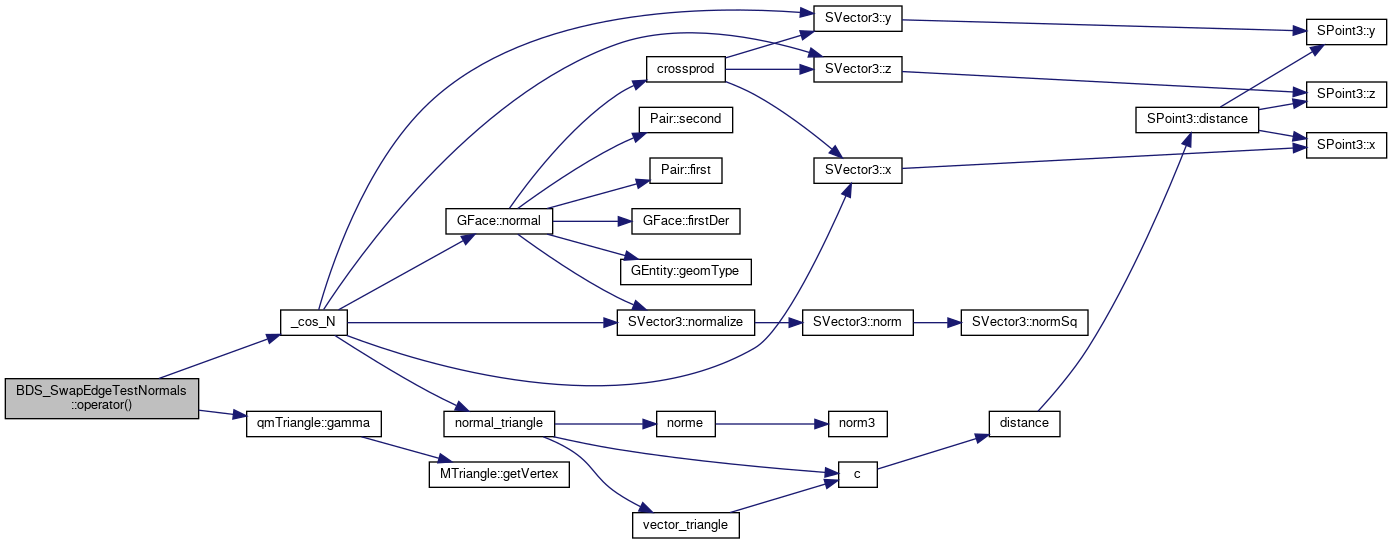 BDS_SwapEdgeTestNormals
::operator()
_cos_N
qmTriangle::gamma
GFace::normal
normal_triangle
MTriangle::getVertex
crossprod
Pair::second
Pair::first
GFace::firstDer
GEntity::geomType
SVector3::normalize
norme
vector_triangle
SVector3::y
SVector3::z
SVector3::x
SVector3::norm
norm3
c
SVector3::normSq
distance
SPoint3::distance
SPoint3::y
SPoint3::z
SPoint3::x